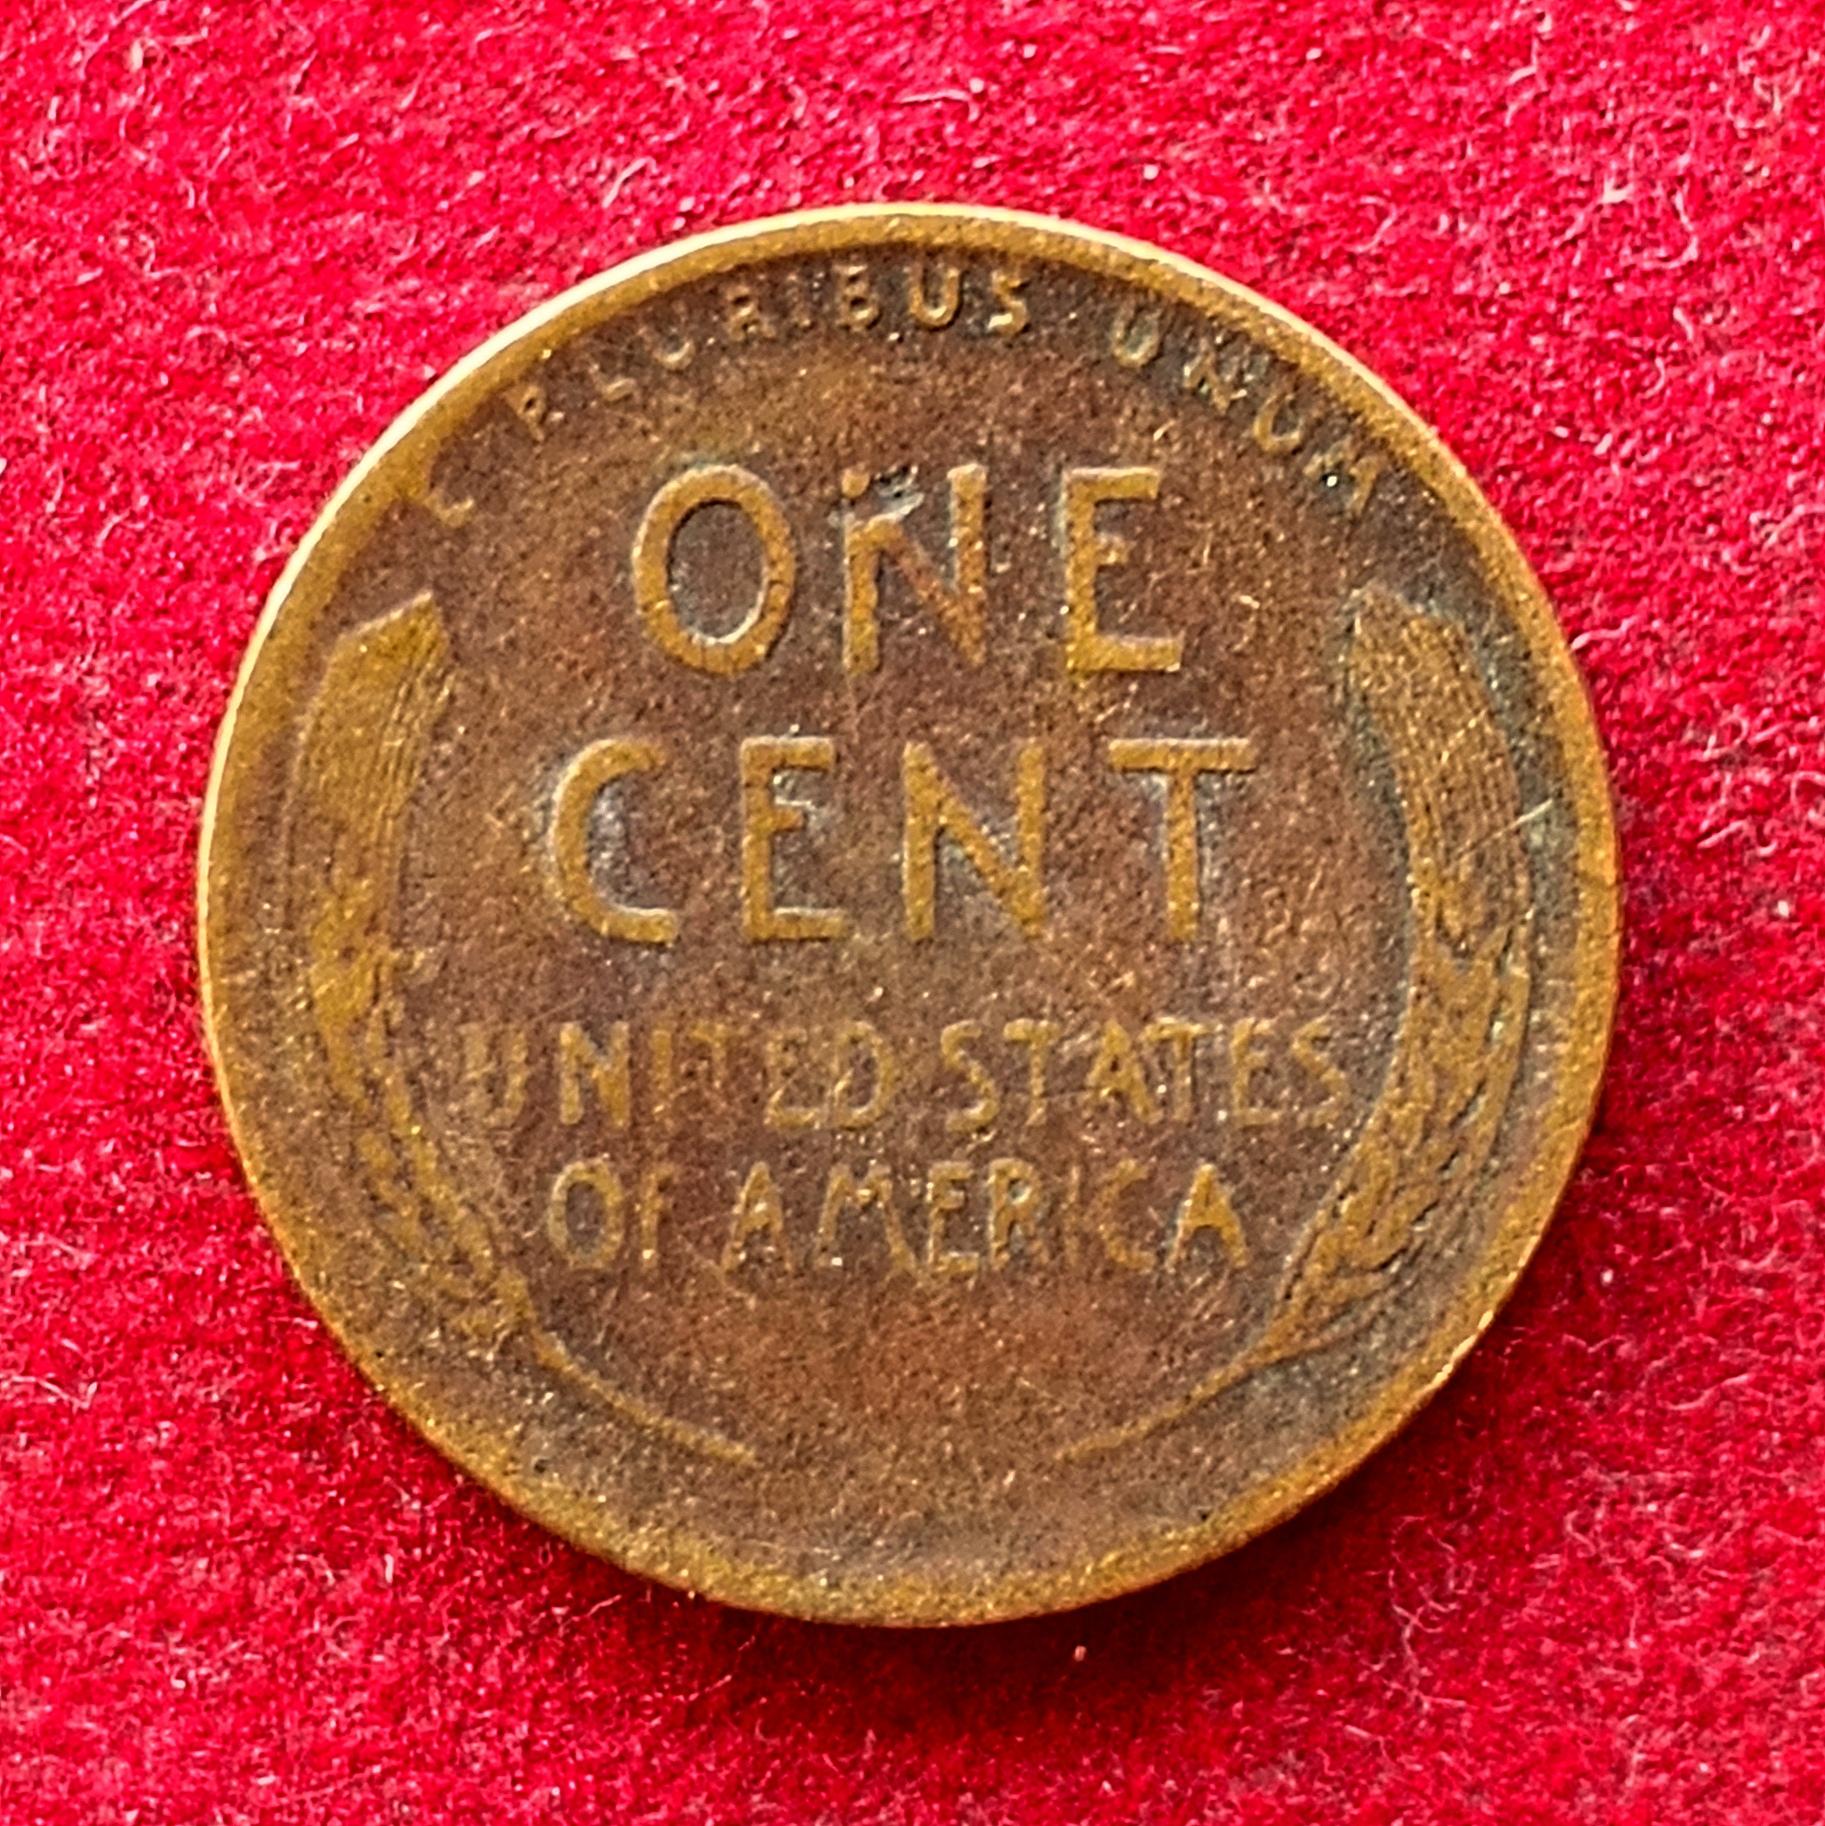 E PLURIBUS UNUM
ONE
CENT
UNITED STATES
OF AMERICA